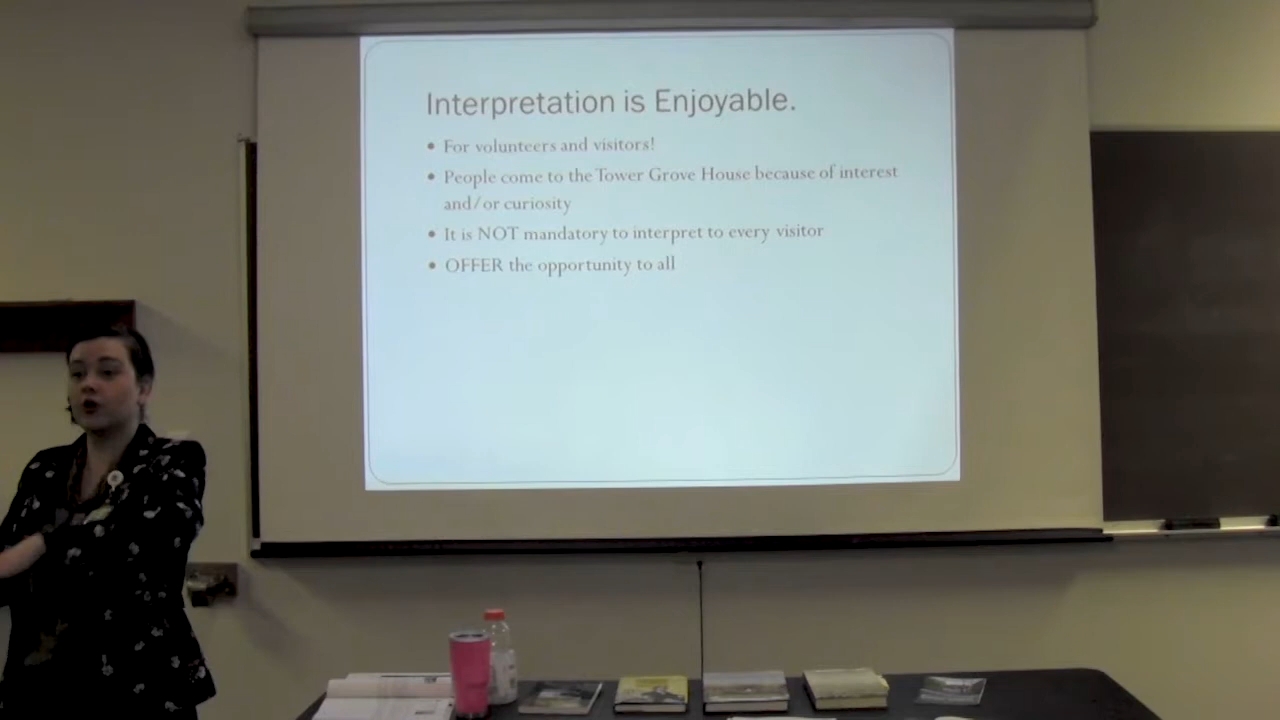 Interpretation is Enjoyable.
• For volunteers and visitors!
• People come to the Tower Grove House because of interest
and/or curiosity
• It is NOT mandatory to interpret to every visitor
• OFFER the opportunity to all